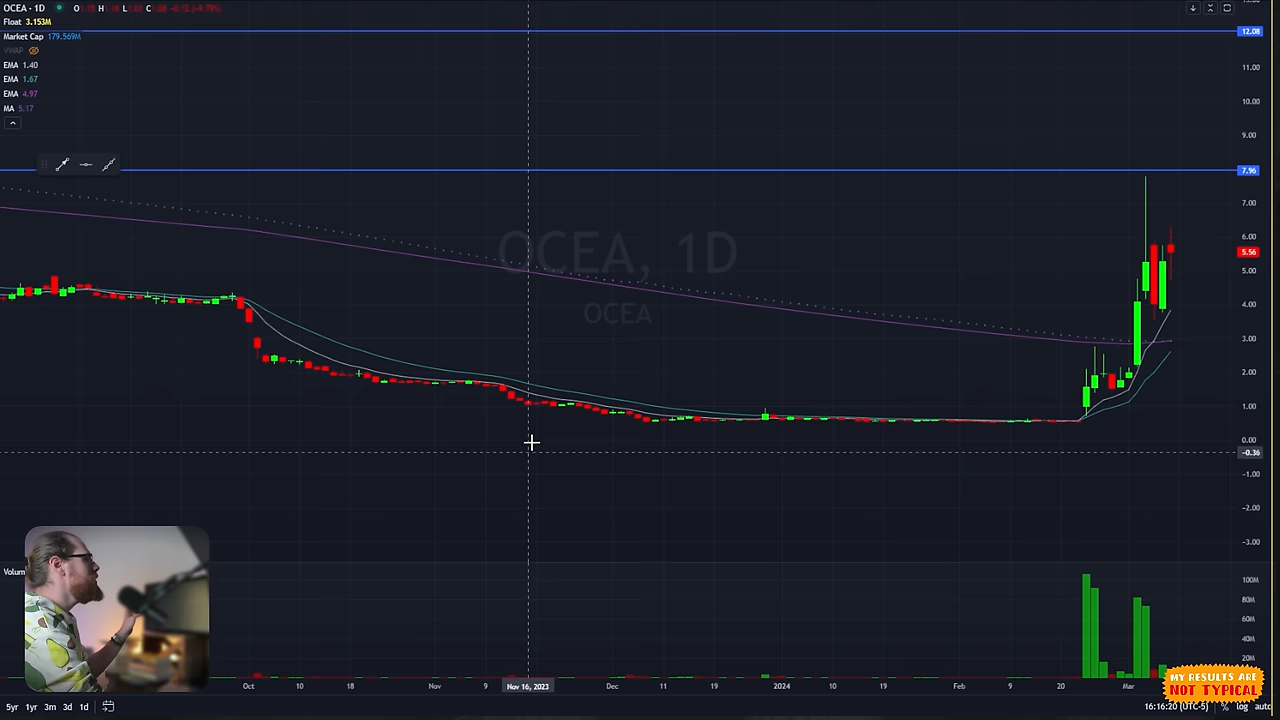 OCEA · 1D
Float 3.153M
Market Cap 179.569M
VWAP
EMA 1.40
EMA 1.67
EMA 4.97
MA 5.17
12.08
11.00
10.00
9.00
7.96
7.00
6.00
5.56
5.00
4.00
3.00
2.00
1.00
0.00
-0.36
-1.00
-2.00
-3.00
OCEA, 1D
OCEA
Volum
100M
80M
60M
40M
20M
Oct 10 18 Nov 9 Nov 16, 2023 Dec 11 19 2024 10 19 Feb 9 20 Mar
MY RESULTS ARE
NOT TYPICAL
5yr 1yr 3m 3d 1d
16:16:20 (UTC-5) % log auto